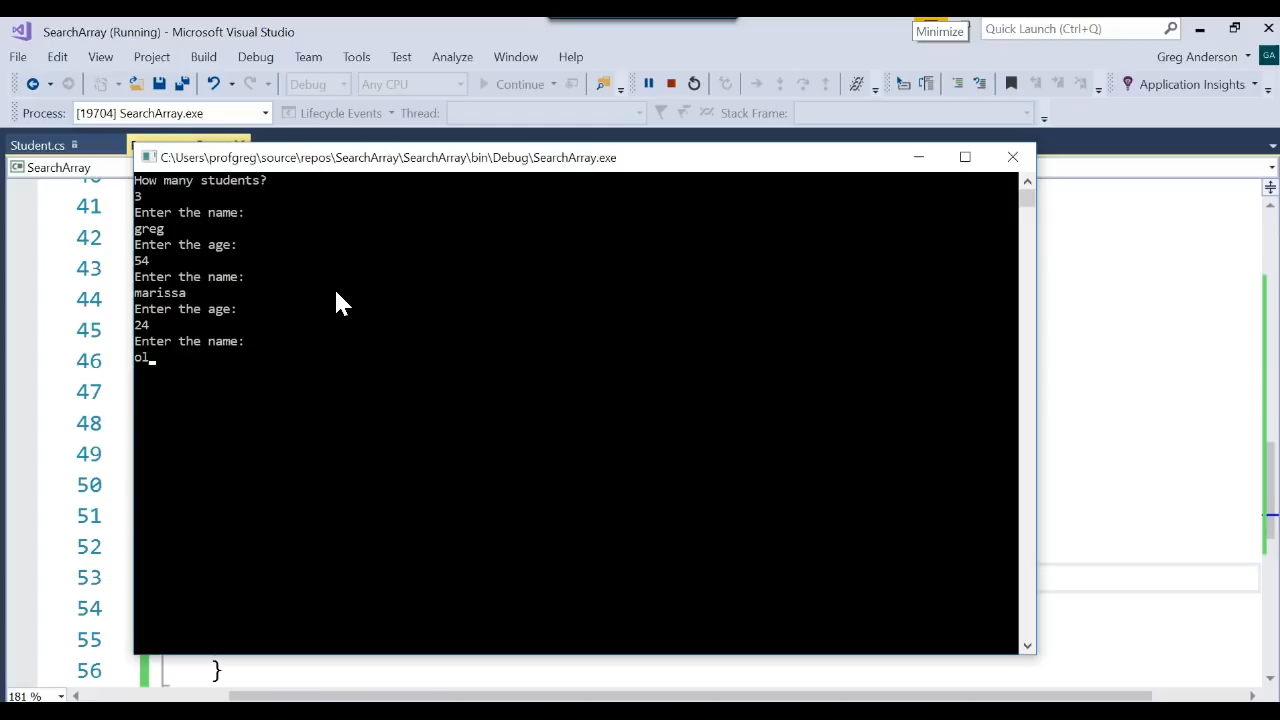 SearchArray (Running) - Microsoft Visual Studio
Minimize
Quick Launch (Ctrl+Q)
File Edit View Project Build Debug Team Tools Test Analyze Window Help
Greg Anderson GA
Debug Any CPU Continue Application Insights
Process: [19704] SearchArray.exe Lifecycle Events Thread: Stack Frame:
Student.cs
SearchArray
C:\Users\profgreg\source\repos\SearchArray\SearchArray\bin\Debug\SearchArray.exe
How many students?
3
Enter the name:
greg
Enter the age:
54
Enter the name:
marissa
Enter the age:
24
Enter the name:
ol
41
42
43
44
45
46
47
48
49
50
51
52
53
54
55
56 }
181 %